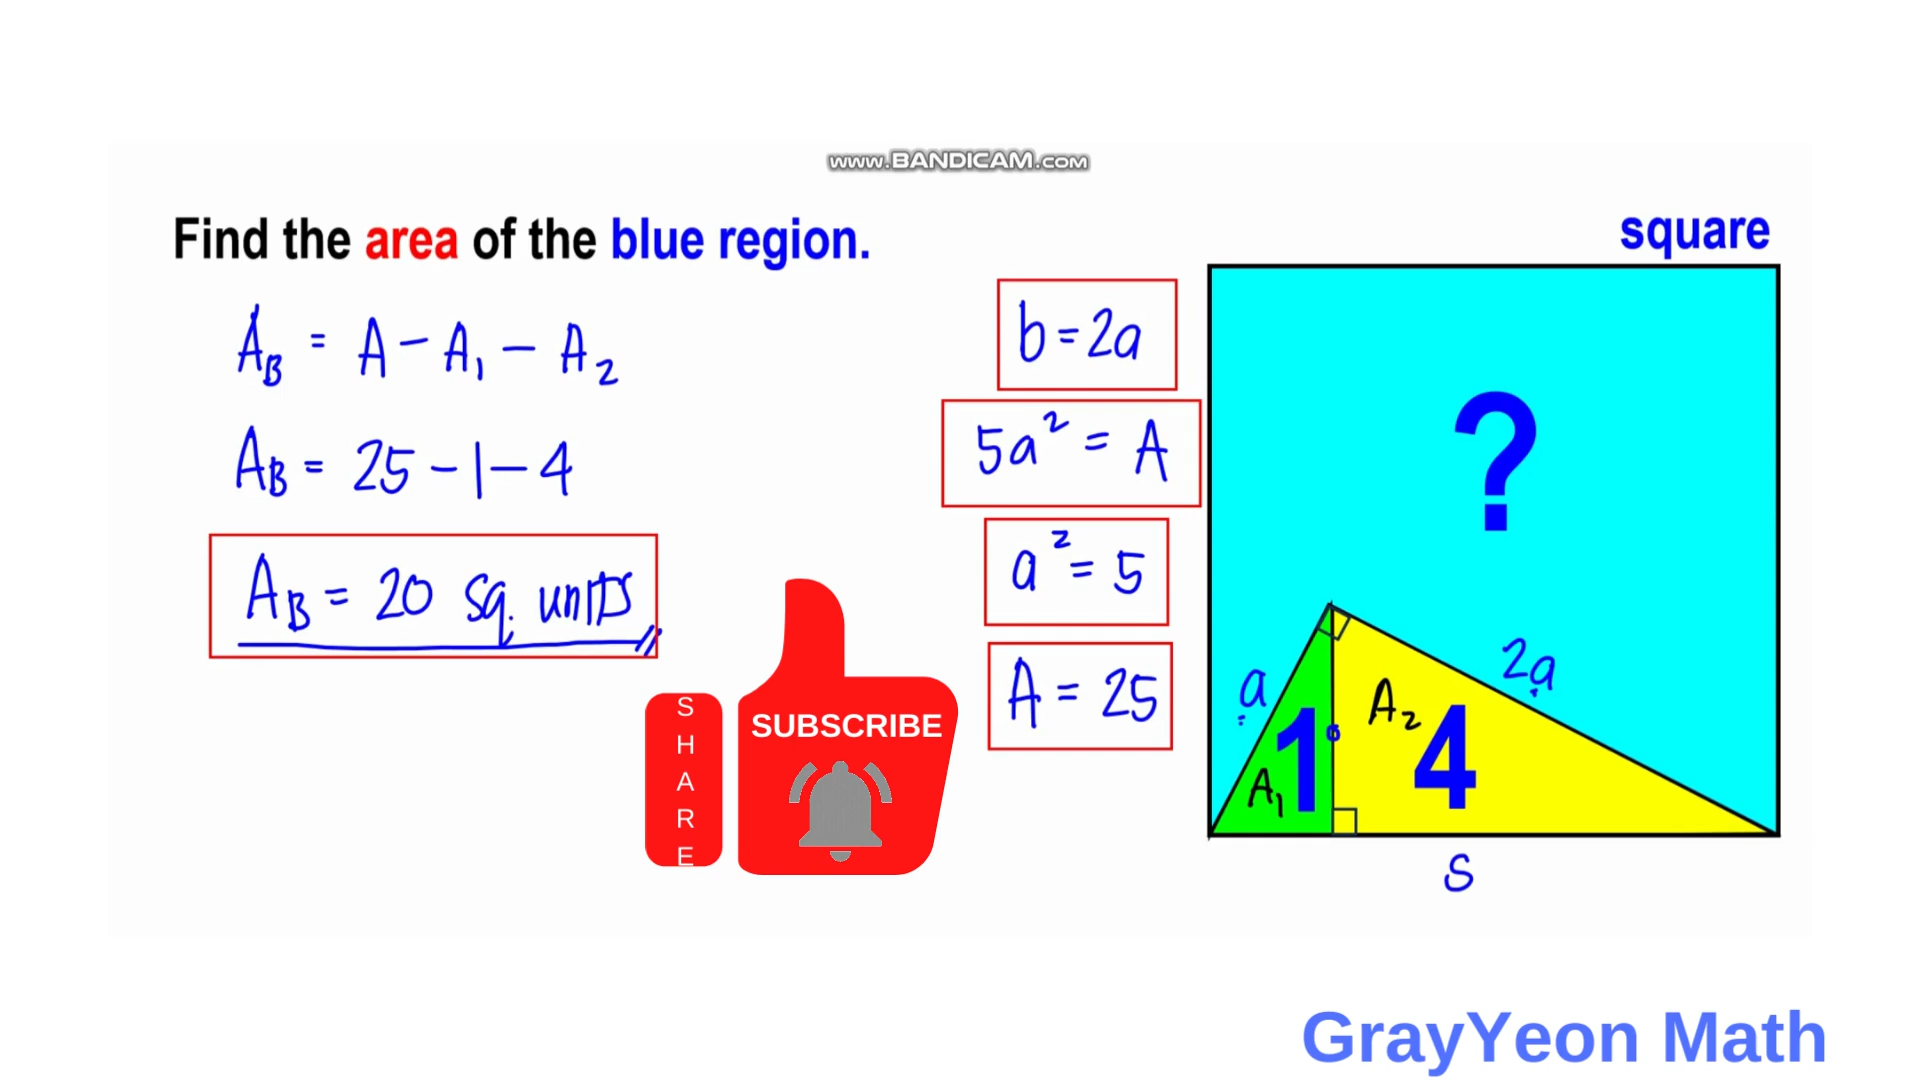 www.BANDICAM.com
Find the area of the blue region.
square
A_B = A - A_1 - A_2
A_B = 25 - 1 - 4
A_B = 20 sq. units
b = 2a
5a² = A
a² = 5
A = 25
?
a
2a
A_1
1
A_2
4
s
SHARE
SUBSCRIBE
GrayYeon Math